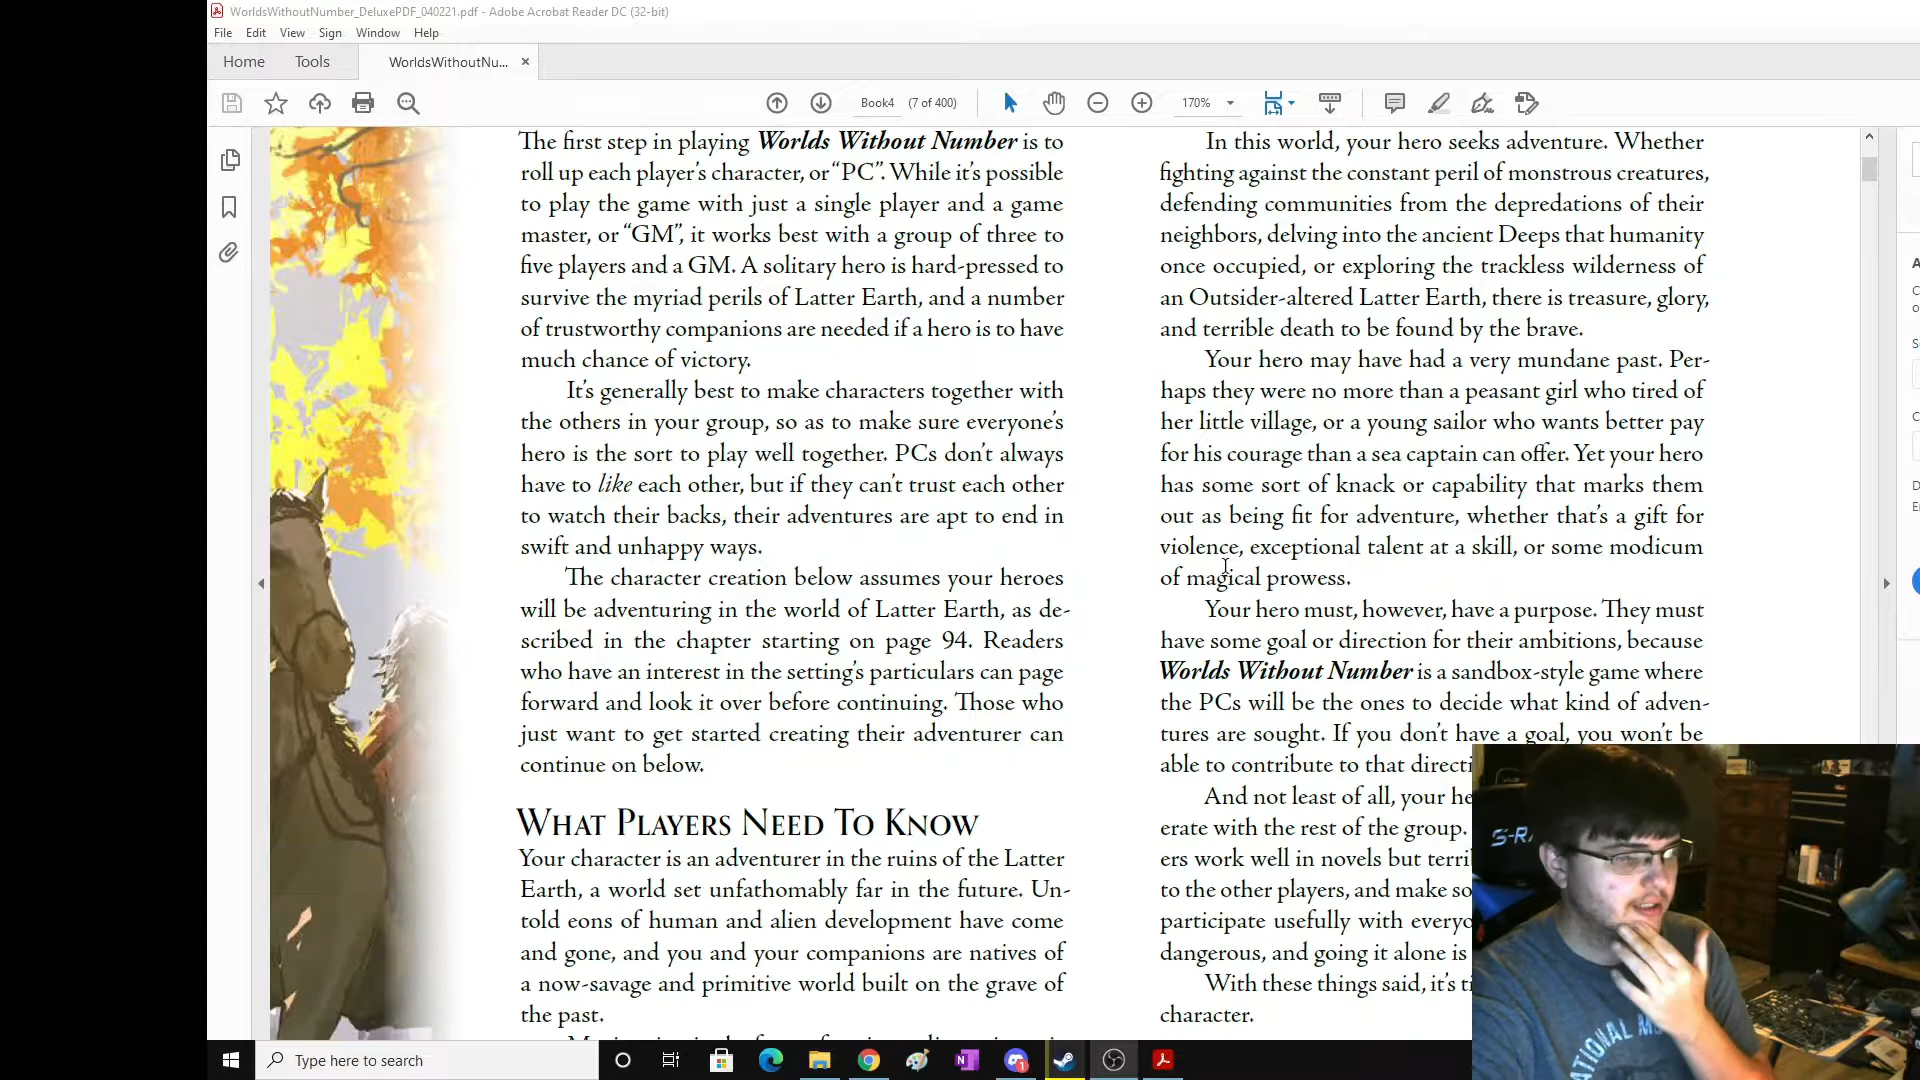 WorldsWithoutNumber_DeluxePDF_040221.pdf - Adobe Acrobat Reader DC (32-bit)
File Edit View Sign Window Help
Home Tools WorldsWithoutNu... ×
Book4 (7 of 400) 170%
The first step in playing Worlds Without Number is to
roll up each player's character, or "PC". While it's possible
to play the game with just a single player and a game
master, or "GM", it works best with a group of three to
five players and a GM. A solitary hero is hard-pressed to
survive the myriad perils of Latter Earth, and a number
of trustworthy companions are needed if a hero is to have
much chance of victory.
It's generally best to make characters together with
the others in your group, so as to make sure everyone's
hero is the sort to play well together. PCs don't always
have to like each other, but if they can't trust each other
to watch their backs, their adventures are apt to end in
swift and unhappy ways.
The character creation below assumes your heroes
will be adventuring in the world of Latter Earth, as de-
scribed in the chapter starting on page 94. Readers
who have an interest in the setting's particulars can page
forward and look it over before continuing. Those who
just want to get started creating their adventurer can
continue on below.
What Players Need To Know
Your character is an adventurer in the ruins of the Latter
Earth, a world set unfathomably far in the future. Un-
told eons of human and alien development have come
and gone, and you and your companions are natives of
a now-savage and primitive world built on the grave of
the past.
In this world, your hero seeks adventure. Whether
fighting against the constant peril of monstrous creatures,
defending communities from the depredations of their
neighbors, delving into the ancient Deeps that humanity
once occupied, or exploring the trackless wilderness of
an Outsider-altered Latter Earth, there is treasure, glory,
and terrible death to be found by the brave.
Your hero may have had a very mundane past. Per-
haps they were no more than a peasant girl who tired of
her little village, or a young sailor who wants better pay
for his courage than a sea captain can offer. Yet your hero
has some sort of knack or capability that marks them
out as being fit for adventure, whether that's a gift for
violence, exceptional talent at a skill, or some modicum
of magical prowess.
Your hero must, however, have a purpose. They must
have some goal or direction for their ambitions, because
Worlds Without Number is a sandbox-style game where
the PCs will be the ones to decide what kind of adven-
tures are sought. If you don't have a goal, you won't be
able to contribute to that directi
And not least of all, your he
erate with the rest of the group.
ers work well in novels but terri
to the other players, and make so
participate usefully with everyo
dangerous, and going it alone is
With these things said, it's ti
character.
S-RA
ATIONAL M
Type here to search